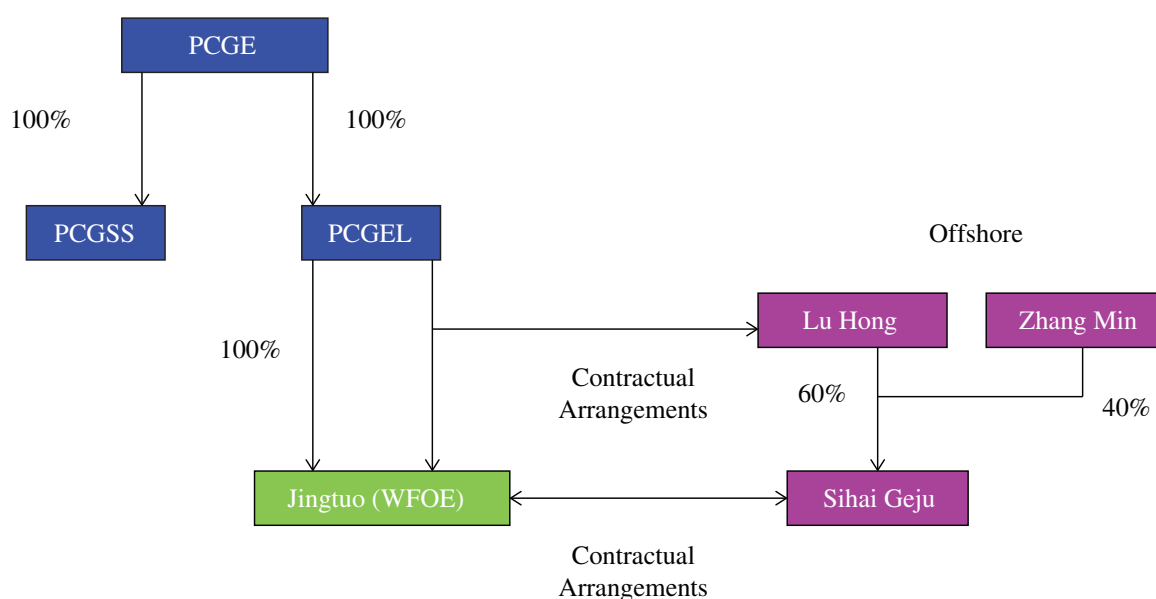 PCGE
100%
100%
PCGSS
PCGEL
Offshore
Lu Hong
Zhang Min
100%
Contractual
Arrangements
60%
40%
Jingtuo (WFOE)
Sihai Geju
Contractual
Arrangements